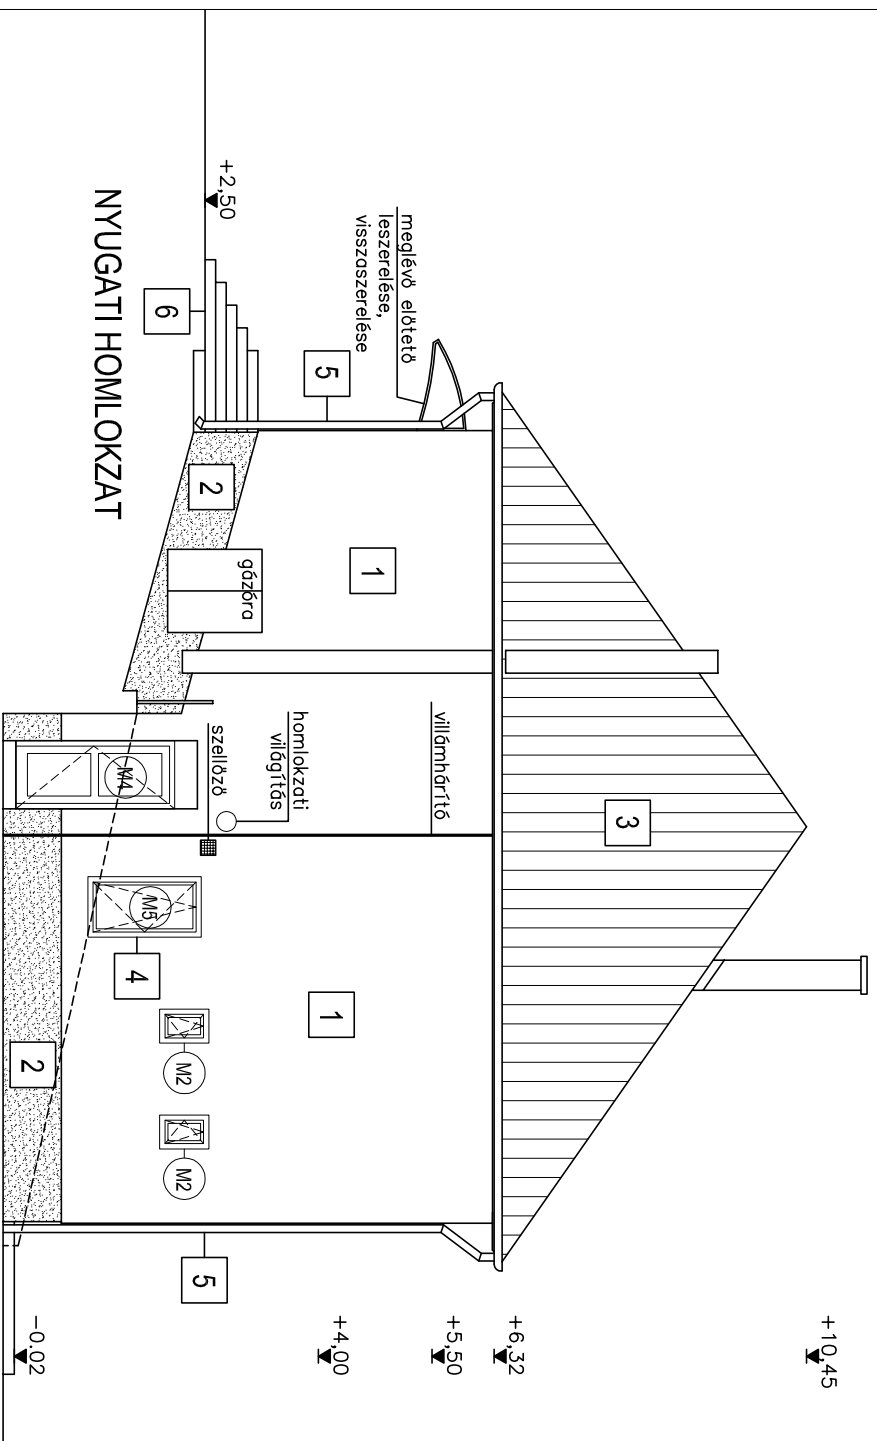 +10,45
+6,32
+5,50
+4,00
-0.02
+2,50
3
meglévő előtető
leszerelése,
visszaszerelése
5
1
villámhárító
homlokzati
világítás
szellőző
1
gázóra
2
6
M4
M5
4
M2
M2
2
5
NYUGATI HOMLOKZAT